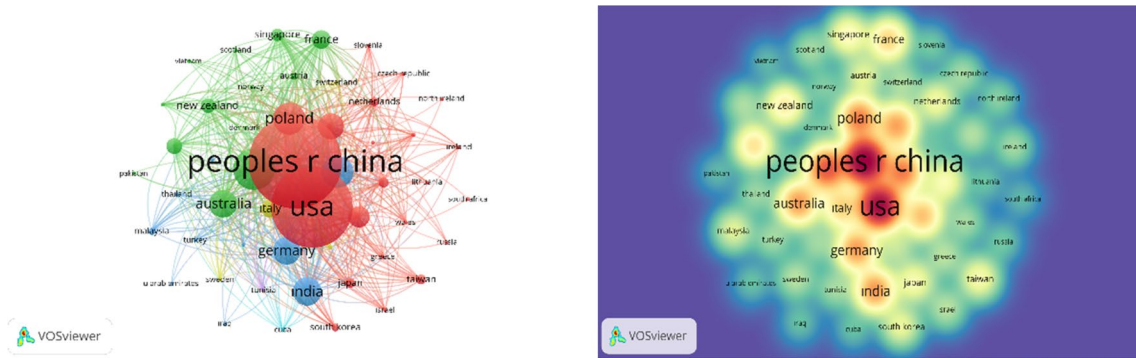 singapore
france
slovenia
scotland
vietnam
austria
switzerland
czech republic
norway
netherlands
north ireland
new zealand
poland
denmark
ireland
peoples r china
pakistan
thailand
lithuania
south africa
australia
italy
usa
wales
malaysia
turkey
russia
germany
greece
u arab emirates
sweden
tunisia
india
japan
taiwan
israel
iraq
cuba
south korea
VOSviewer
singapore
france
slovenia
scotland
vietnam
austria
switzerland
czech republic
norway
netherlands
north ireland
new zealand
poland
denmark
ireland
peoples r china
pakistan
thailand
lithuania
south africa
australia
italy
usa
wales
malaysia
turkey
russia
germany
greece
u arab emirates
sweden
tunisia
india
japan
taiwan
israel
iraq
cuba
south korea
VOSviewer